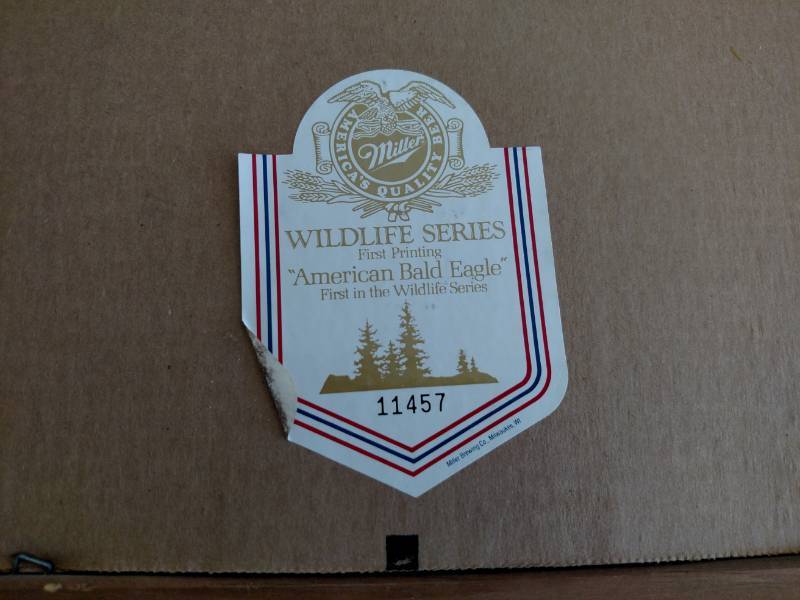 AMERICA'S QUALITY BEER
Miller
WILDLIFE SERIES
First Printing
"American Bald Eagle"
First in the Wildlife Series
11457
Miller Brewing Co., Milwaukee, WI